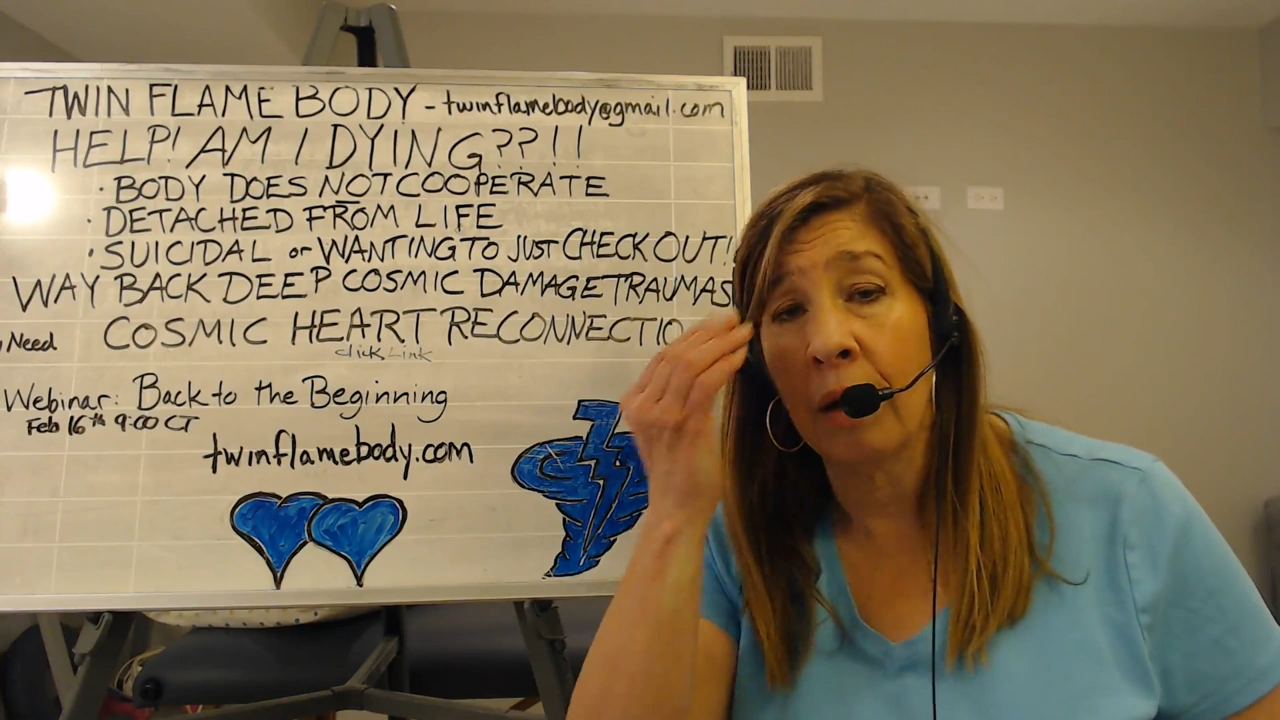 TWIN FLAME BODY - twinflamebody@gmail.com
HELP! AM I DYING??!!
· BODY DOES NOT COOPERATE
· DETACHED FROM LIFE
· SUICIDAL or WANTING TO JUST CHECK OUT!
WAY BACK DEEP COSMIC DAMAGE TRAUMAS
Need COSMIC HEART RECONNECTIO
click Link
Webinar: Back to the Beginning
Feb 16th 9:00 CT
twinflamebody.com